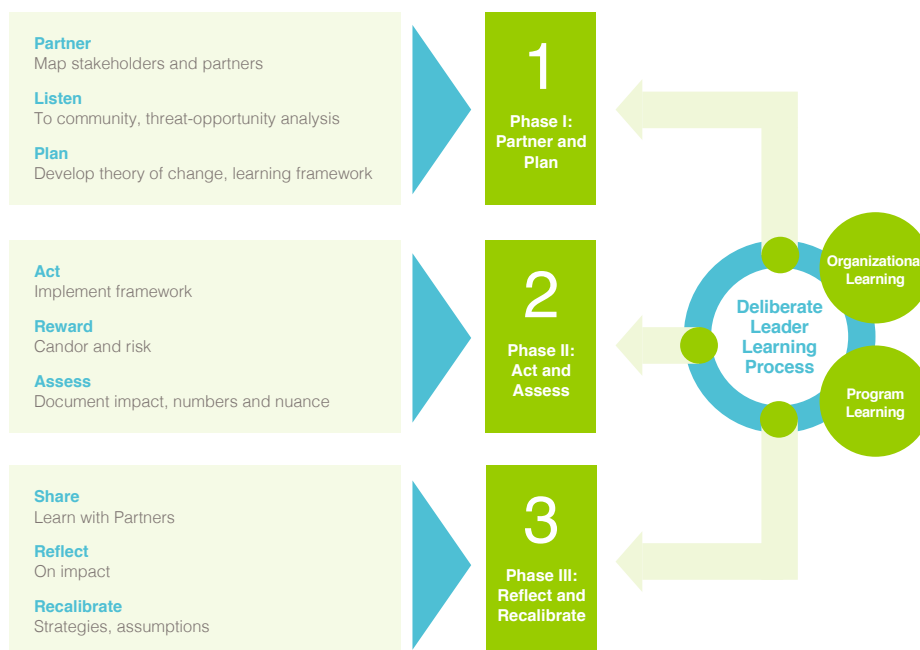 Partner
Map stakeholders and partners
Listen
To community, threat-opportunity analysis
Plan
Develop theory of change, learning framework
1
Phase I:
Partner and
Plan
Act
Implement framework
Reward
Candor and risk
Assess
Document impact, numbers and nuance
2
Phase II:
Act and
Assess
Share
Learn with Partners
Reflect
On impact
Recalibrate
Strategies, assumptions
3
Phase III:
Reflect and
Recalibrate
Deliberate
Leader
Learning
Process
Organizational
Learning
Program
Learning